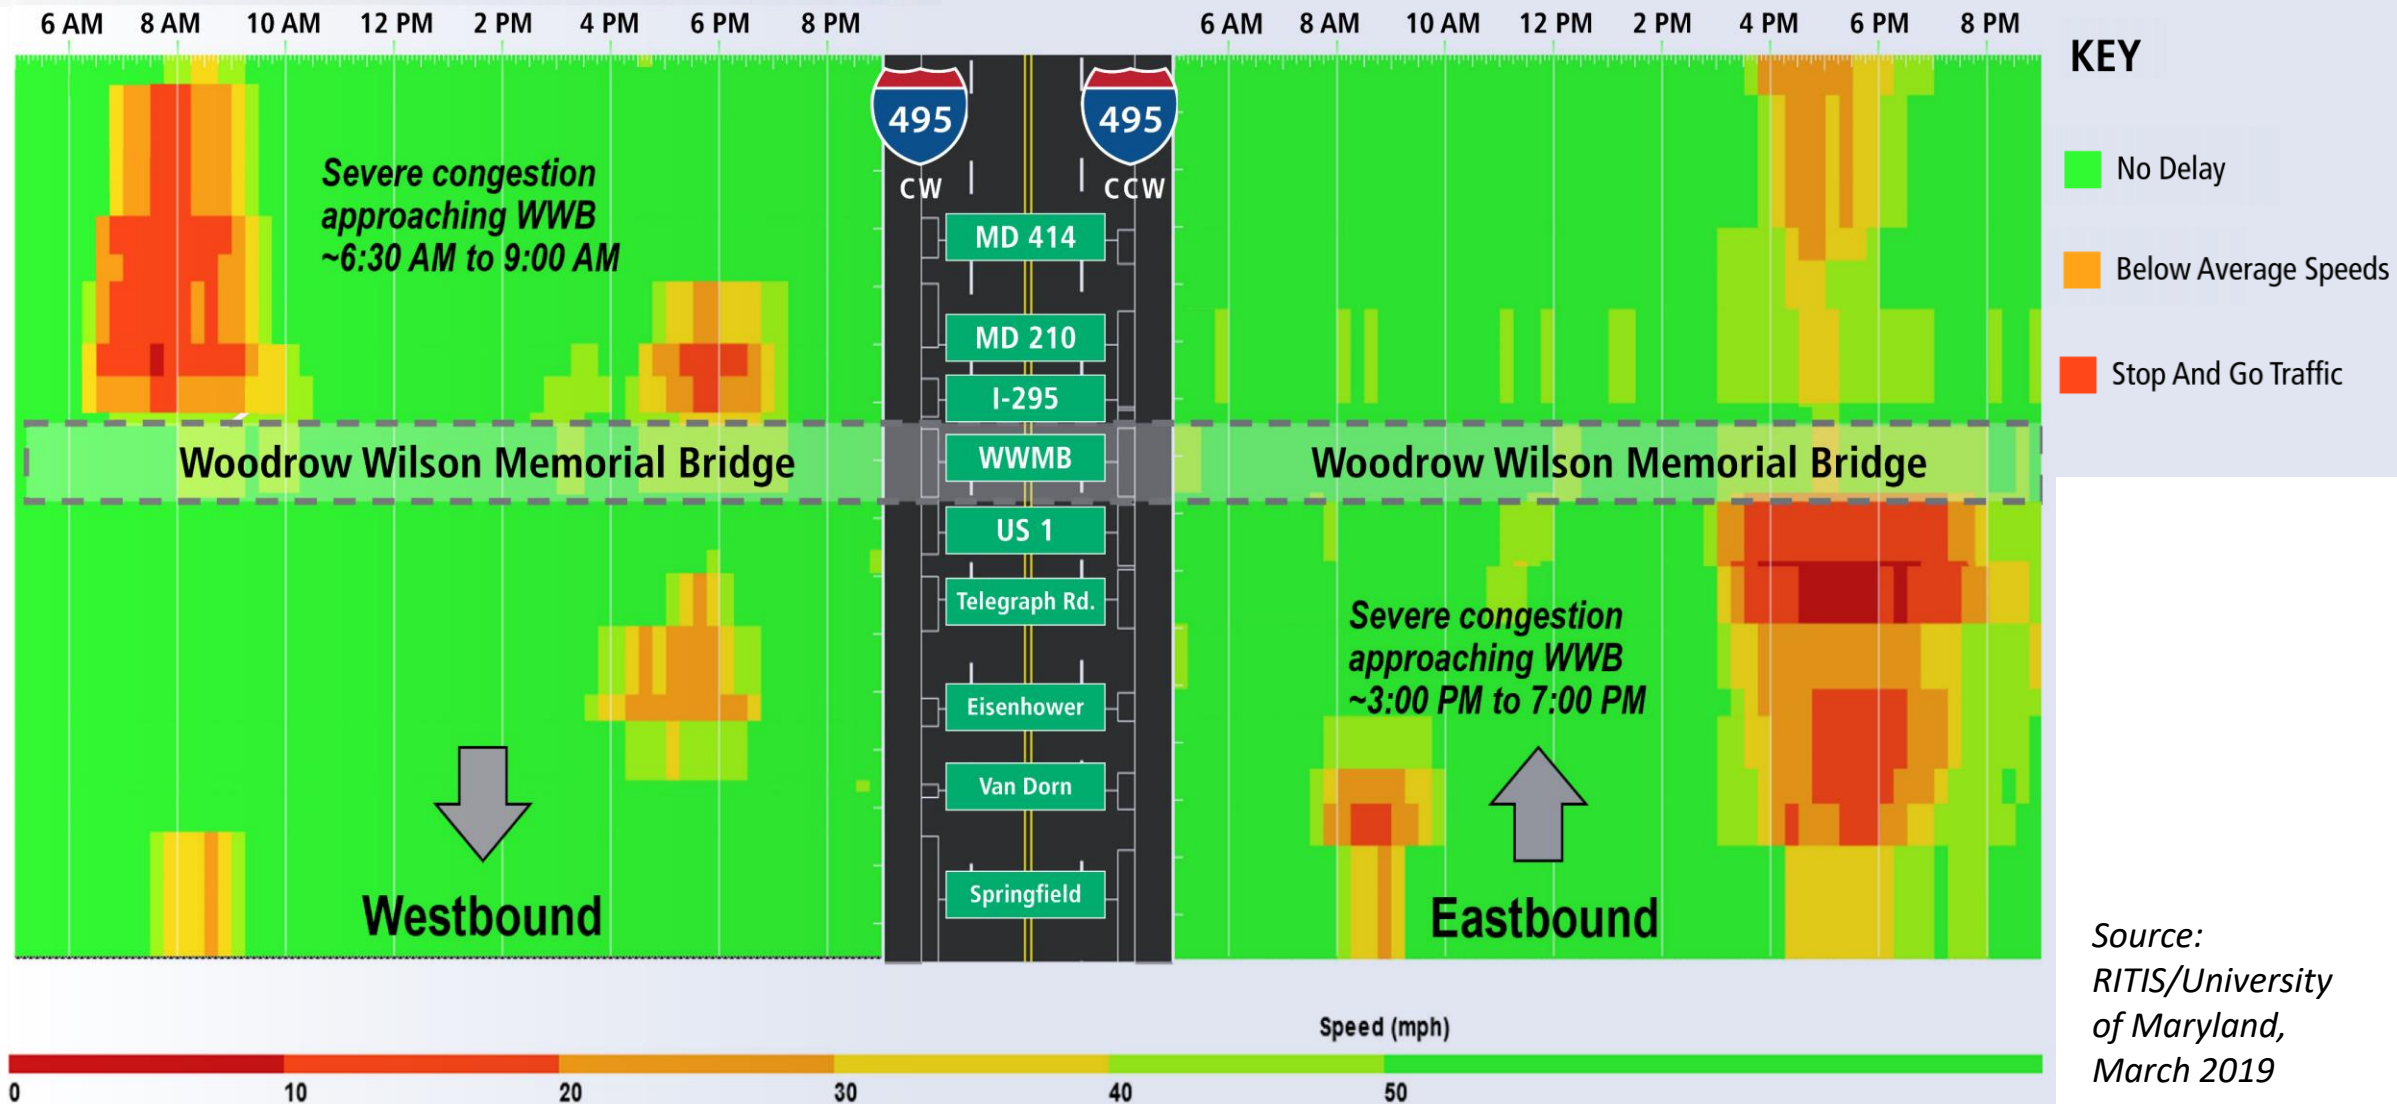 6 AM 8 AM 10 AM 12 PM 2 PM 4 PM 6 PM 8 PM
6 AM 8 AM 10 AM 12 PM 2 PM 4 PM 6 PM 8 PM
KEY
No Delay
Below Average Speeds
Stop And Go Traffic
Severe congestion
approaching WWB
~6:30 AM to 9:00 AM
495
CW
495
CCW
MD 414
MD 210
I-295
Woodrow Wilson Memorial Bridge
WWMB
Woodrow Wilson Memorial Bridge
US 1
Telegraph Rd.
Eisenhower
Van Dorn
Springfield
Severe congestion
approaching WWB
~3:00 PM to 7:00 PM
Westbound
Eastbound
Source:
RITIS/University
of Maryland,
March 2019
Speed (mph)
0 10 20 30 40 50